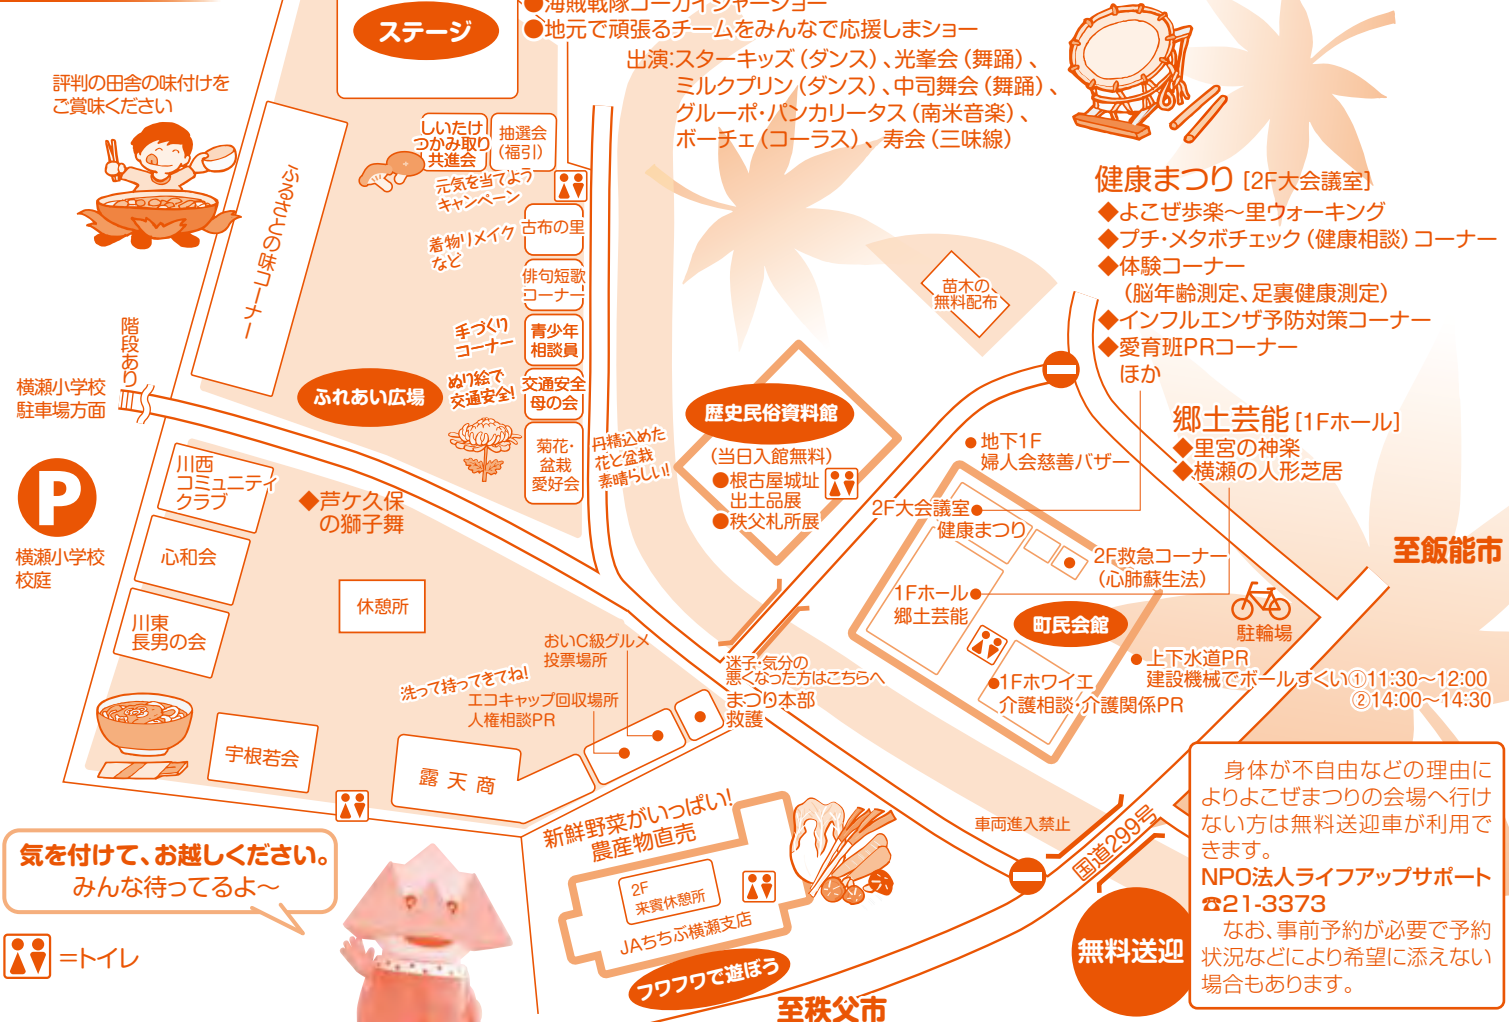 ●海賊戦隊ゴーカイジャーショー
ステージ
●地元で頑張るチームをみんなで応援しまショー
出演:スターキッズ（ダンス）、光峯会（舞踊）、
ミルクプリン（ダンス）、中司舞会（舞踊）、
グルーポ・パンカリータス（南米音楽）、
ボーチェ（コーラス）、寿会（三味線）
評判の田舎の味付けを
ご賞味ください
ふるさとの味コーナー
しいたけ
つかみ取り
共進会
抽選会
（福引）
元気を当てよう
キャンペーン
着物リメイク
など
古布の里
俳句短歌
コーナー
手づくり
コーナー
青少年
相談員
ぬり絵で
交通安全!
交通安全
母の会
菊花・
盆栽
愛好会
丹精込めた
花と盆栽
素晴らしい!
ふれあい広場
階段あり
横瀬小学校
駐車場方面
P
横瀬小学校
校庭
川西
コミュニテイ
クラブ
心和会
川東
長男の会
◆芦ケ久保
の獅子舞
休憩所
宇根若会
露天商
おいC級グルメ
投票場所
洗って持ってきてね!
エコキャップ回収場所
人権相談PR
迷子・気分の
悪くなった方はこちらへ
まつり本部
救護
歴史民俗資料館
（当日入館無料）
●根古屋城址
出土品展
●秩父札所展
苗木の
無料配布
健康まつり［2F大会議室］
◆よこぜ歩楽〜里ウォーキング
◆プチ・メタボチェック（健康相談）コーナー
◆体験コーナー
（脳年齢測定、足裏健康測定）
◆インフルエンザ予防対策コーナー
◆愛育班PRコーナー
ほか
郷土芸能［1Fホール］
◆里宮の神楽
◆横瀬の人形芝居
●地下1F
婦人会慈善バザー
2F大会議室●
健康まつり
2F救急コーナー
（心肺蘇生法）
1Fホール●
郷土芸能
町民会館
●1Fホワイエ
介護相談・介護関係PR
駐輪場
至飯能市
●上下水道PR
建設機械でボールすくい①11:30〜12:00
②14:00〜14:30
新鮮野菜がいっぱい!
農産物直売
2F
来賓休憩所
JAちちぶ横瀬支店
フワフワで遊ぼう
車両進入禁止
国道299号
至秩父市
無料送迎
身体が不自由などの理由に
よりよこぜまつりの会場へ行け
ない方は無料送迎車が利用で
きます。
NPO法人ライフアップサポート
☎21-3373
なお、事前予約が必要で予約
状況などにより希望に添えない
場合もあります。
気を付けて、お越しください。
みんな待ってるよ〜
=トイレ